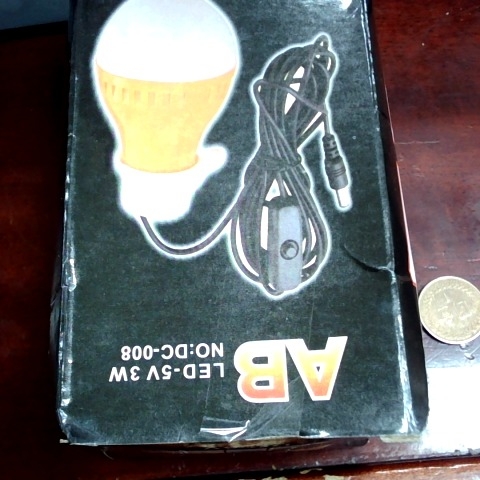 AB
LED-5V 3W
NO:DC-008